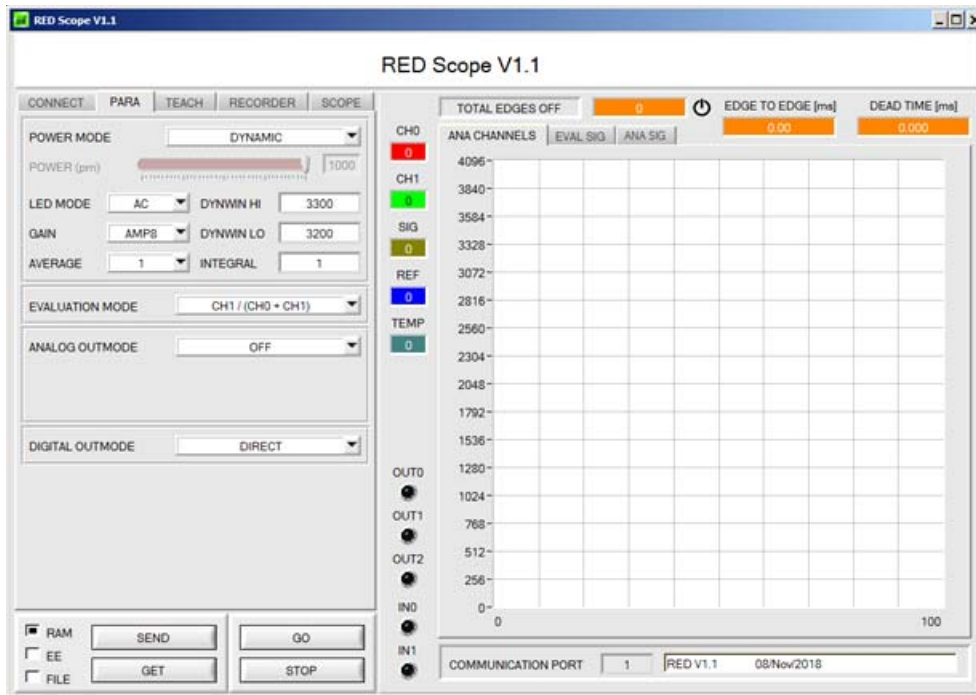 RED Scope V1.1
RED Scope V1.1
CONNECT PARA TEACH RECORDER SCOPE
POWER MODE DYNAMIC
POWER (pm) 1000
LED MODE AC DYNWIN HI 3300
GAIN AMP8 DYNWIN LO 3200
AVERAGE 1 INTEGRAL 1
EVALUATION MODE CH1 / (CH0 + CH1)
ANALOG OUTMODE OFF
DIGITAL OUTMODE DIRECT
RAM
EE
FILE
SEND GO
GET STOP
CH0
0
CH1
0
SIG
0
REF
0
TEMP
0
OUT0
OUT1
OUT2
IN0
IN1
TOTAL EDGES OFF 0 EDGE TO EDGE [ms] DEAD TIME [ms]
0.00 0.000
ANA CHANNELS EVAL SIG ANA SIG
4096
3840
3584
3328
3072
2816
2560
2304
2048
1792
1536
1280
1024
768
512
256
0
0 100
COMMUNICATION PORT 1 RED V1.1 08/Nov/2018